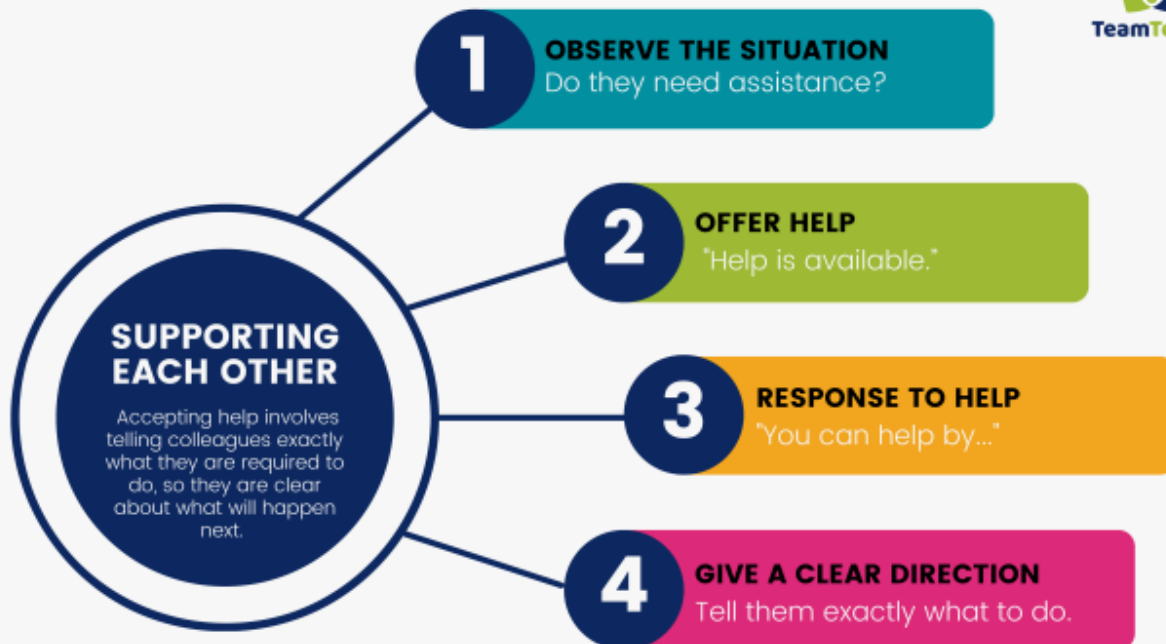 TeamTe
1
OBSERVE THE SITUATION
Do they need assistance?
2
OFFER HELP
"Help is available."
SUPPORTING
EACH OTHER
Accepting help involves
telling colleagues exactly
what they are required to
do, so they are clear
about what will happen
next.
3
RESPONSE TO HELP
"You can help by..."
4
GIVE A CLEAR DIRECTION
Tell them exactly what to do.